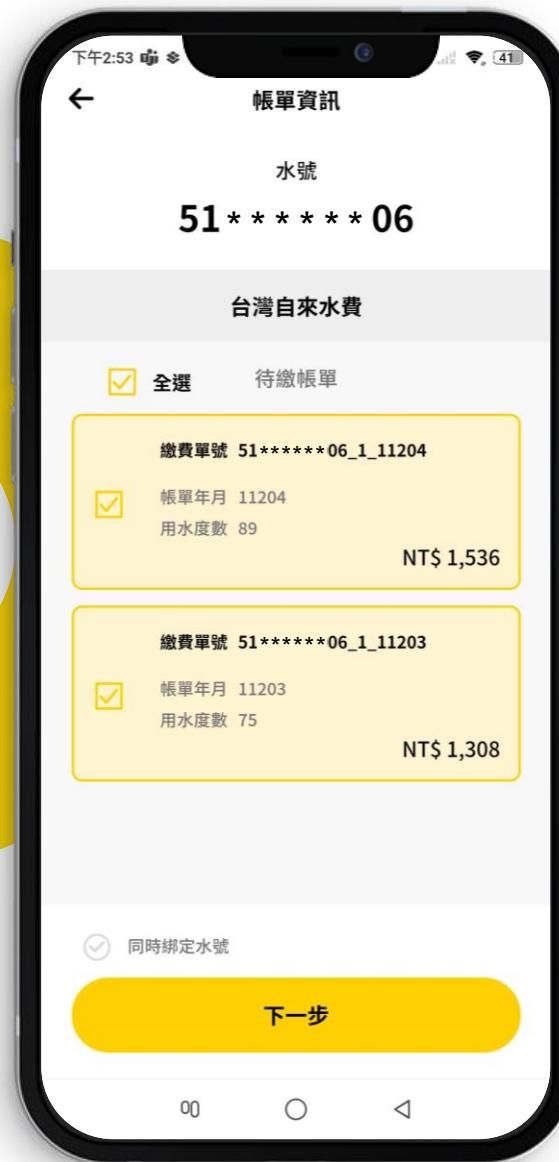 下午2:53
41
帳單資訊
水號
51******06
台灣自來水費
全選 待繳帳單
繳費單號 51******06_1_11204
帳單年月 11204
用水度數 89
NT$ 1,536
繳費單號 51******06_1_11203
帳單年月 11203
用水度數 75
NT$ 1,308
同時綁定水號
下一步